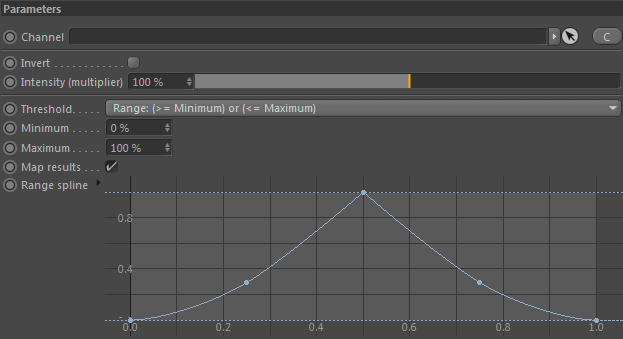 Parameters
Channel C
Invert
Intensity (multiplier) 100 %
Threshold Range: (>= Minimum) or (<= Maximum)
Minimum 0 %
Maximum 100 %
Map results
Range spline
0.8
0.4
0.0 0.2 0.4 0.6 0.8 1.0